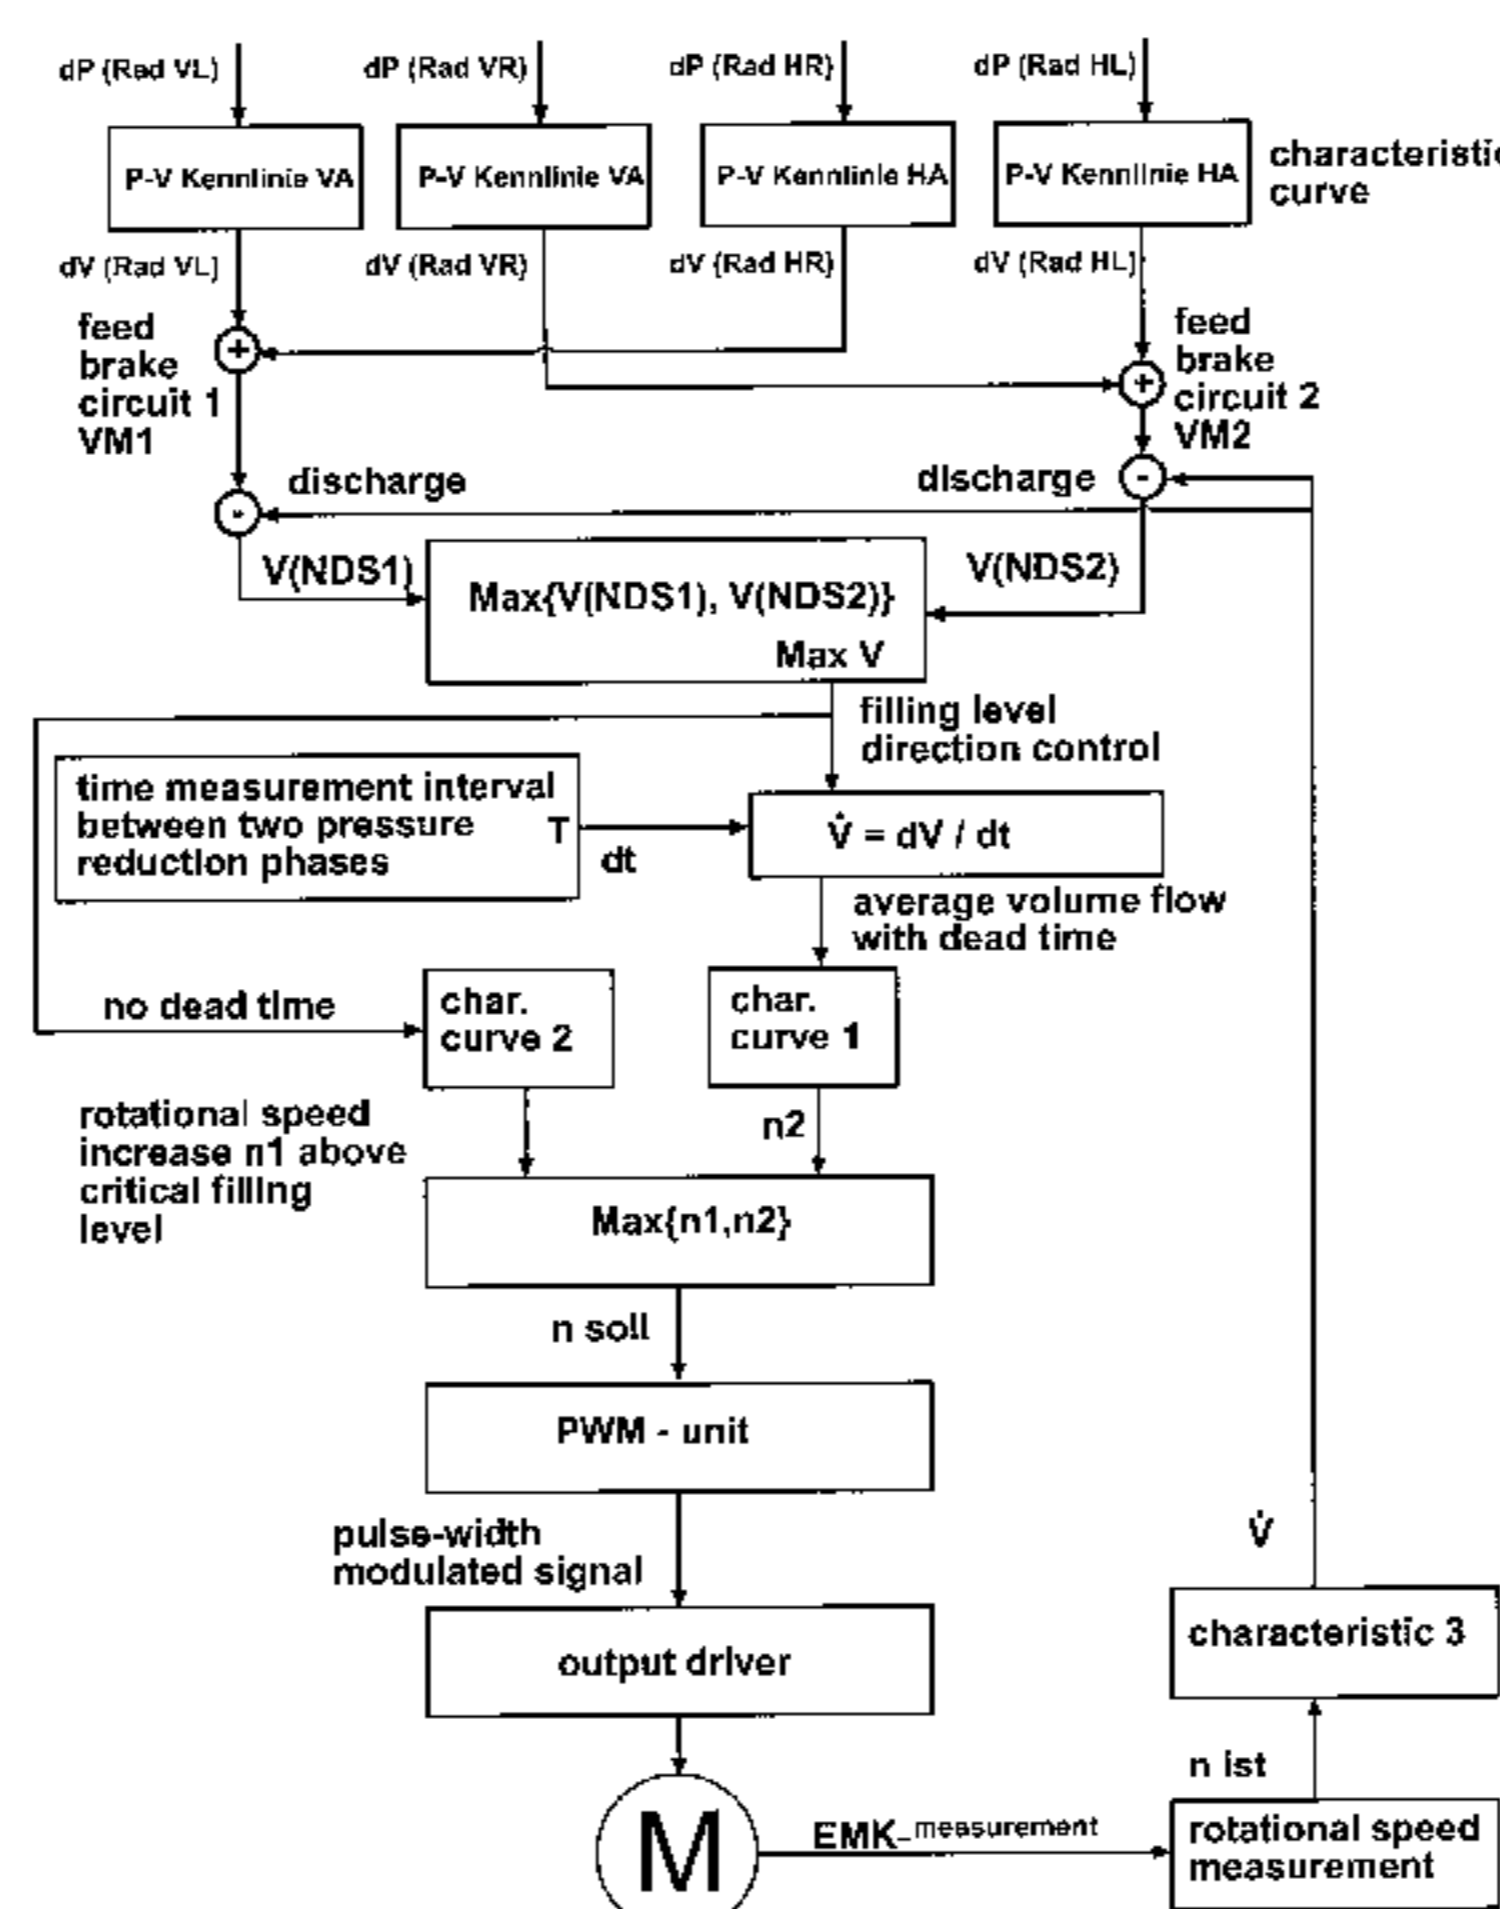 dP (Rad VL)
dP (Rad VR)
dP (Rad HR)
dP (Rad HL)
P-V Kennlinie VA
P-V Kennlinie VA
P-V Kennlinie HA
P-V Kennlinie HA
characteristic
curve
dV (Rad VL)
dV (Rad VR)
dV (Rad HR)
dV (Rad HL)
feed
brake
circuit 1
VM1
+
feed
brake
circuit 2
VM2
+
discharge
-
discharge
-
V(NDS1)
Max{V(NDS1), V(NDS2)}
Max V
V(NDS2)
filling level
direction control
time measurement interval
between two pressure
reduction phases
T
dt
V̇ = dV / dt
average volume flow
with dead time
no dead time
char.
curve 2
char.
curve 1
rotational speed
increase n1 above
critical filling
level
n2
Max{n1,n2}
n soll
PWM - unit
pulse-width
modulated signal
output driver
V̇
characteristic 3
n ist
M
EMK-measurement
rotational speed
measurement